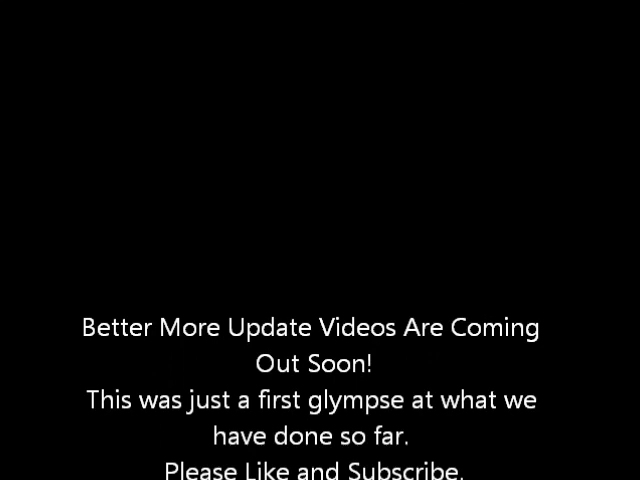 Better More Update Videos Are Coming
Out Soon!
This was just a first glympse at what we
have done so far.
Please Like and Subscribe.